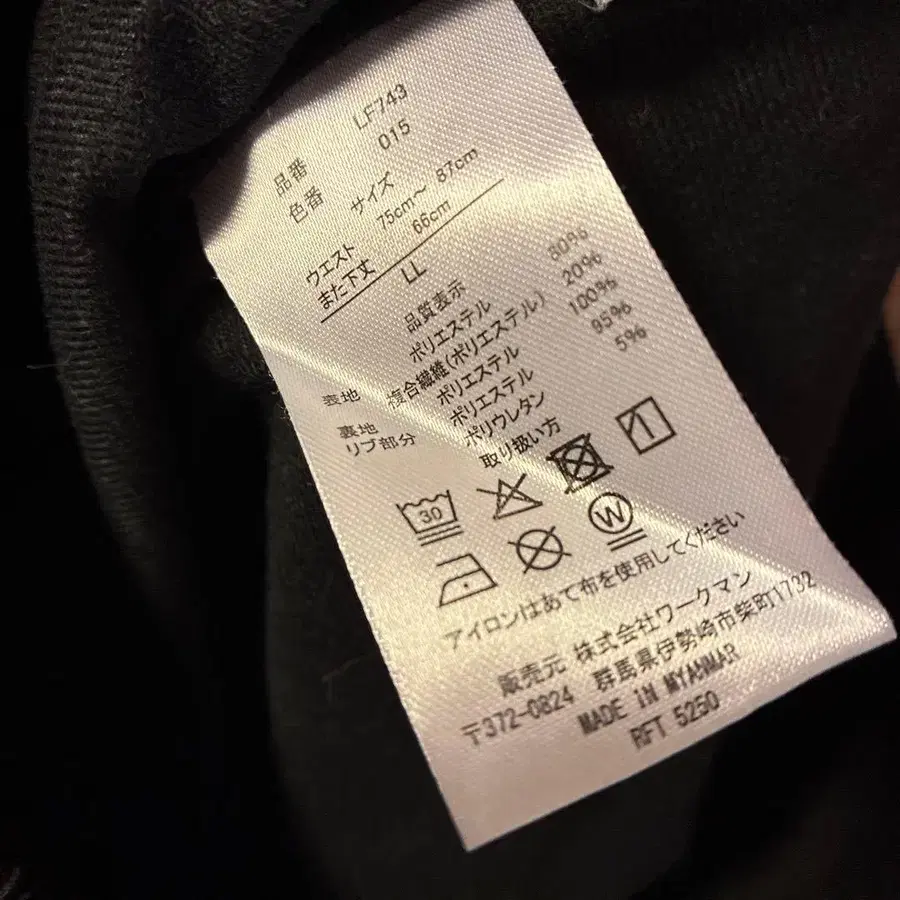 品番 LF743
色番 015
サイズ
ウエスト 75cm～ 87cm
また下丈 66cm
LL
品質表示
表地 ポリエステル 80%
複合繊維(ポリエステル) 20%
裏地 ポリエステル 100%
リブ部分 ポリエステル 95%
ポリウレタン 5%
取り扱い方
30
W
アイロンはあて布を使用してください
販売元 株式会社ワークマン
〒372-0824 群馬県伊勢崎市柴町1732
MADE IN MYANMAR
RFT 5250